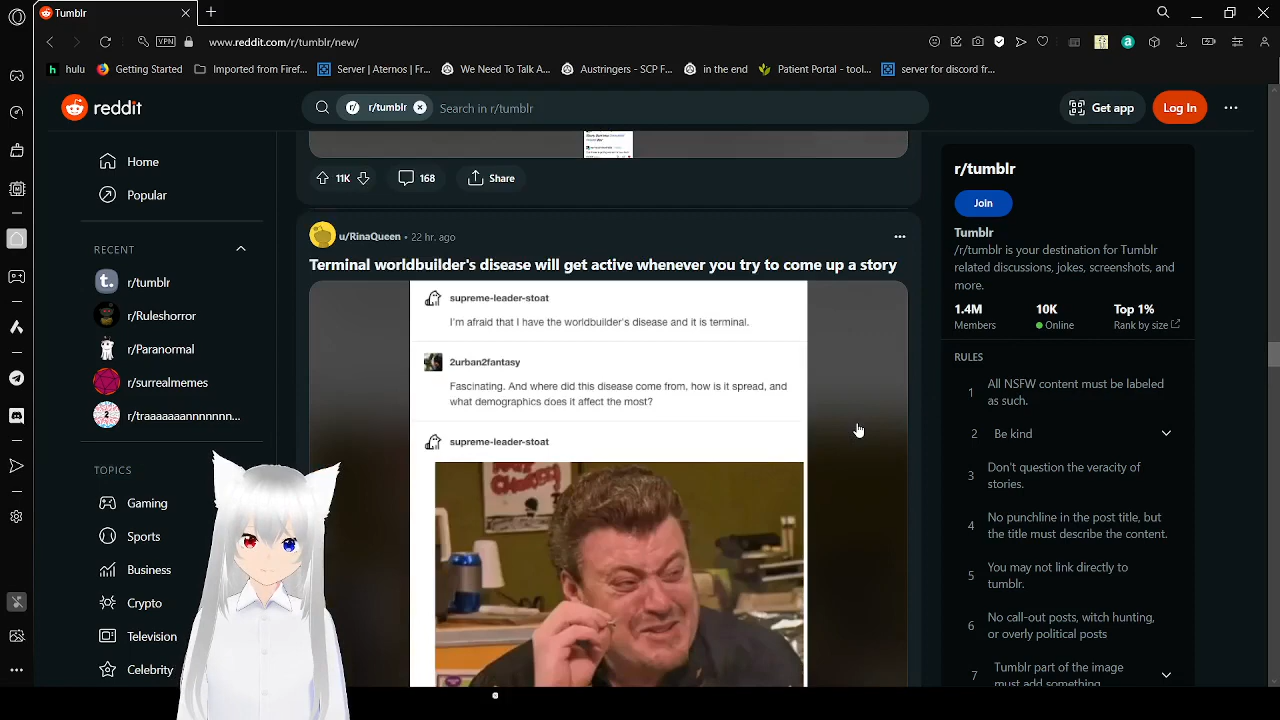 Tumblr
www.reddit.com/r/tumblr/new/
VPN
hulu
Getting Started
Imported from Firef...
Server | Aternos | Fr...
We Need To Talk A...
Austringers - SCP F...
in the end
Patient Portal - tool...
server for discord fr...
reddit
r/tumblr
Search in r/tumblr
Get app
Log In
Home
Popular
RECENT
r/tumblr
r/Ruleshorror
r/Paranormal
r/surrealmemes
r/traaaaaaannnnnnn...
TOPICS
Gaming
Sports
Business
Crypto
Television
Celebrity
11K
168
Share
u/RinaQueen • 22 hr. ago
Terminal worldbuilder's disease will get active whenever you try to come up a story
supreme-leader-stoat
I'm afraid that I have the worldbuilder's disease and it is terminal.
2urban2fantasy
Fascinating. And where did this disease come from, how is it spread, and
what demographics does it affect the most?
supreme-leader-stoat
r/tumblr
Join
Tumblr
/r/tumblr is your destination for Tumblr
related discussions, jokes, screenshots, and
more.
1.4M
Members
10K
Online
Top 1%
Rank by size
RULES
1 All NSFW content must be labeled
as such.
2 Be kind
3 Don't question the veracity of
stories.
4 No punchline in the post title, but
the title must describe the content.
5 You may not link directly to
tumblr.
6 No call-out posts, witch hunting,
or overly political posts
7 Tumblr part of the image
must add something